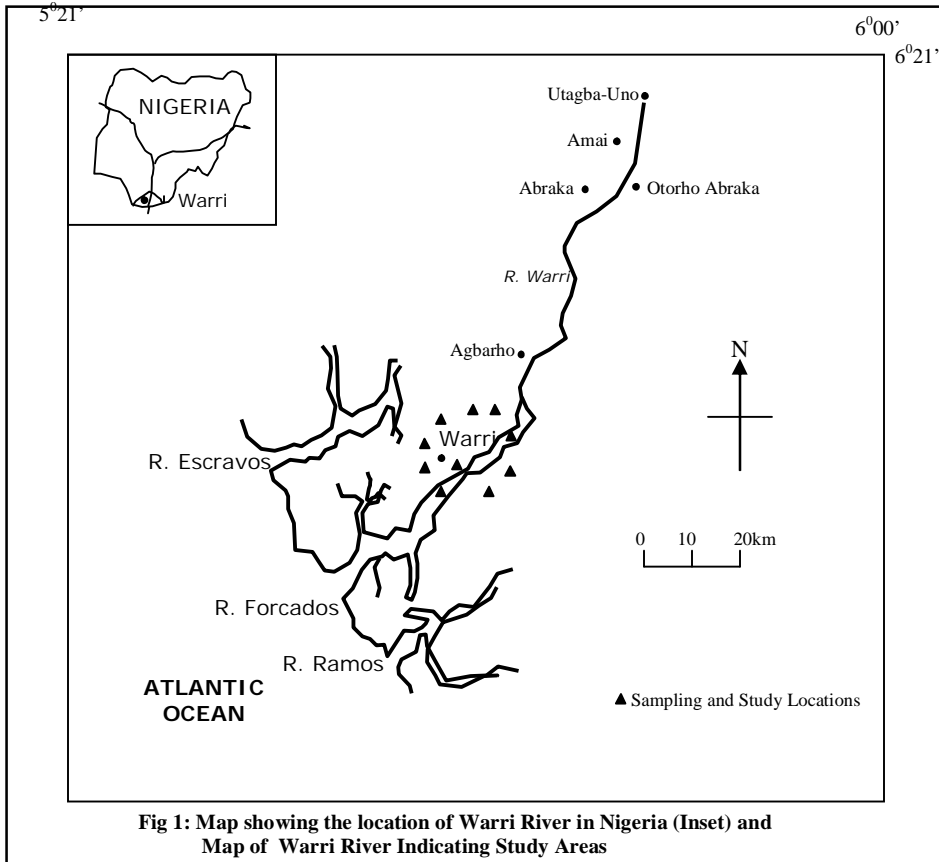 5⁰21'
6⁰00'
6⁰21'
NIGERIA
Warri
Utagba-Uno
Amai
Abraka
Otorho Abraka
R. Warri
Agbarho
N
Warri
R. Escravos
0 10 20km
R. Forcados
R. Ramos
ATLANTIC
OCEAN
Sampling and Study Locations
Fig 1: Map showing the location of Warri River in Nigeria (Inset) and
Map of Warri River Indicating Study Areas